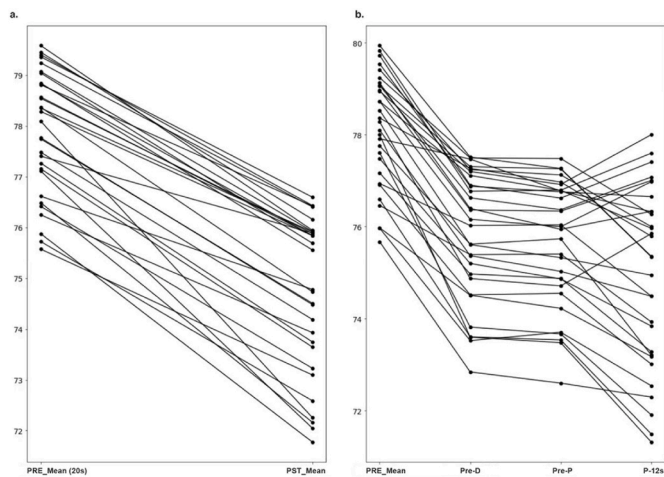 a.
79
78
77
76
75
74
73
72
PRE_Mean (20s)
PST_Mean
b.
80
78
76
74
72
PRE_Mean
Pre-D
Pre-P
P-12s